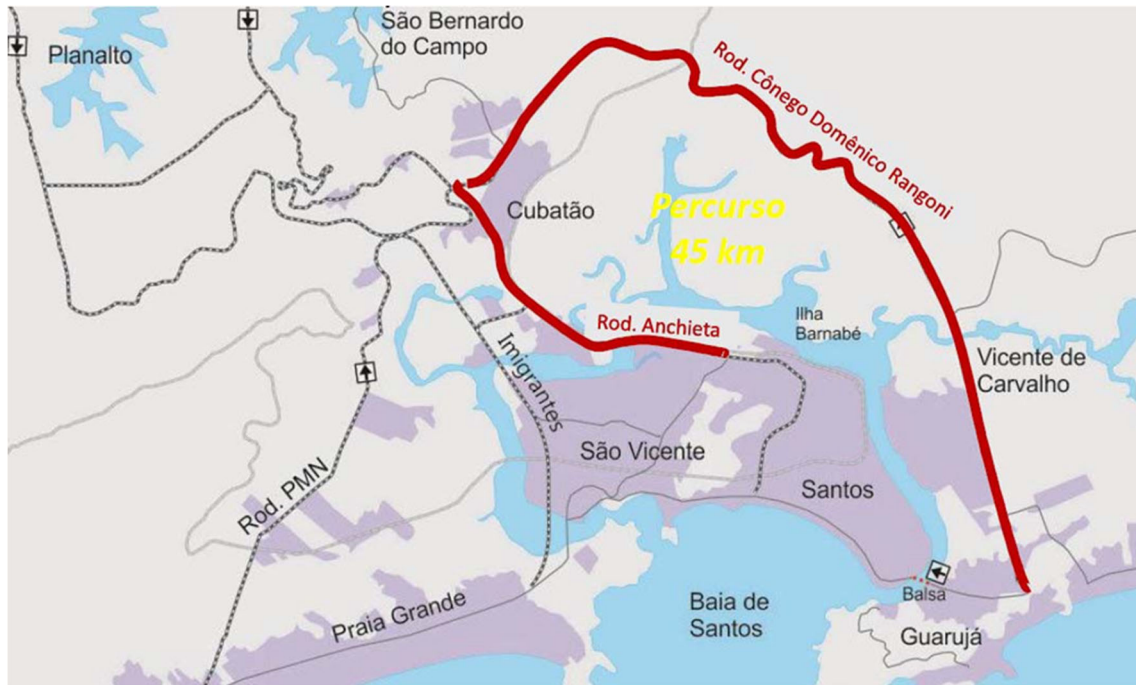 São Bernardo
do Campo
Planalto
Rod. Cônego Domênico Rangoni
Cubatão
Percurso
45 km
Rod. Anchieta
Ilha
Barnabé
Imigrantes
Vicente de
Carvalho
São Vicente
Santos
Rod. PMN
Balsa
Baia de
Santos
Praia Grande
Guarujá